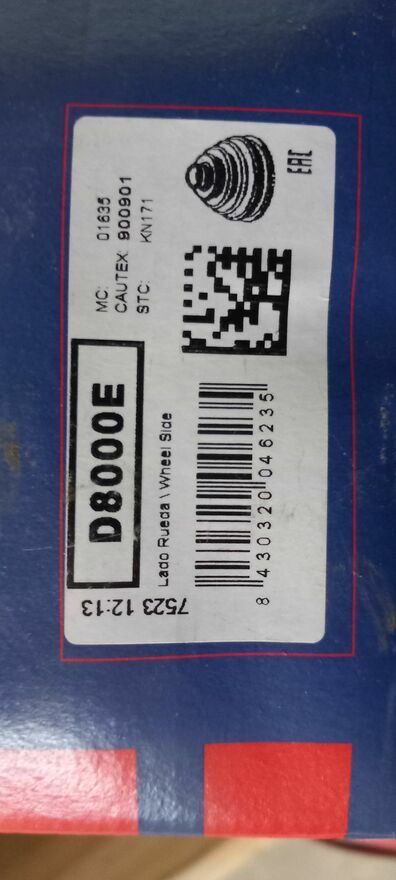 D8000E
MC: 01635
CAUTEX: 900901
STC: KN171
Lado Rueda \ Wheel Side
8 430320 046235
EAC
7523 12:13